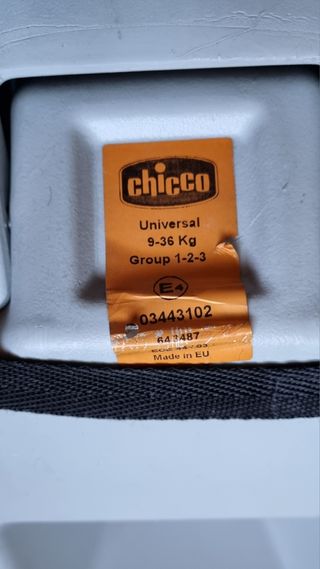 chicco
Universal
9-36 Kg
Group 1-2-3
E4
03443102
643487
Made in EU